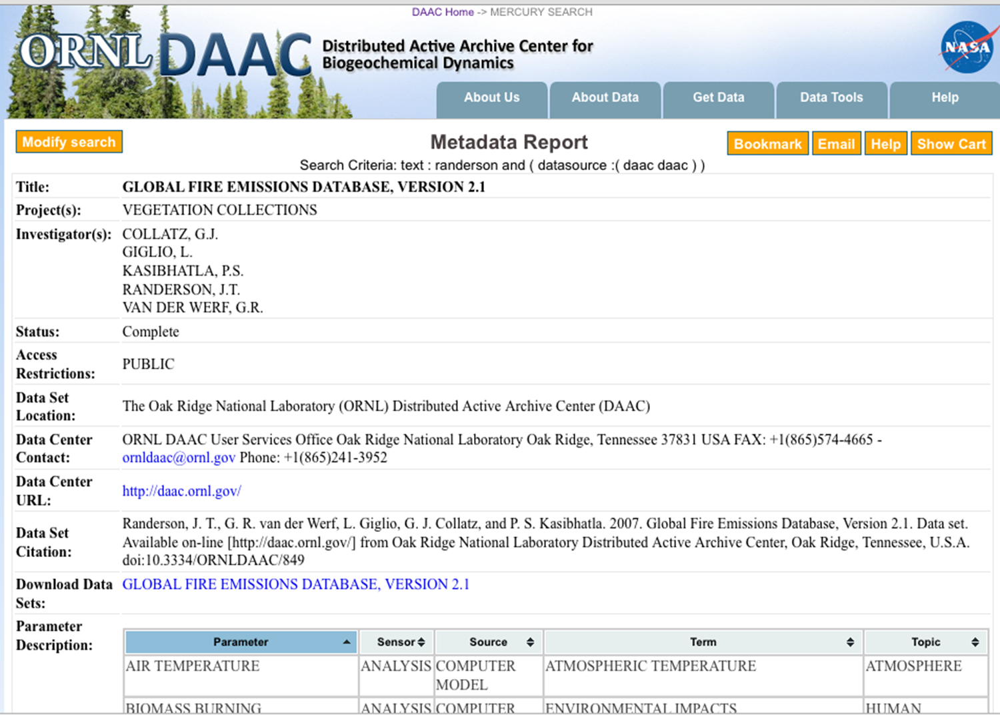 DAAC Home -> MERCURY SEARCH
ORNL DAAC Distributed Active Archive Center for
Biogeochemical Dynamics
NASA
About Us About Data Get Data Data Tools Help
Modify search
Metadata Report
Bookmark Email Help Show Cart
Search Criteria: text : randerson and ( datasource :( daac daac ) )
Title: GLOBAL FIRE EMISSIONS DATABASE, VERSION 2.1
Project(s): VEGETATION COLLECTIONS
Investigator(s): COLLATZ, G.J.
GIGLIO, L.
KASIBHATLA, P.S.
RANDERSON, J.T.
VAN DER WERF, G.R.
Status: Complete
Access
Restrictions: PUBLIC
Data Set
Location: The Oak Ridge National Laboratory (ORNL) Distributed Active Archive Center (DAAC)
Data Center
Contact: ORNL DAAC User Services Office Oak Ridge National Laboratory Oak Ridge, Tennessee 37831 USA FAX: +1(865)574-4665 -
ornldaac@ornl.gov Phone: +1(865)241-3952
Data Center
URL: http://daac.ornl.gov/
Data Set
Citation: Randerson, J. T., G. R. van der Werf, L. Giglio, G. J. Collatz, and P. S. Kasibhatla. 2007. Global Fire Emissions Database, Version 2.1. Data set.
Available on-line [http://daac.ornl.gov/] from Oak Ridge National Laboratory Distributed Active Archive Center, Oak Ridge, Tennessee, U.S.A.
doi:10.3334/ORNLDAAC/849
Download Data
Sets: GLOBAL FIRE EMISSIONS DATABASE, VERSION 2.1
Parameter
Description:
Parameter Sensor Source Term Topic
AIR TEMPERATURE ANALYSIS COMPUTER ATMOSPHERIC TEMPERATURE ATMOSPHERE
MODEL
BIOMASS BURNING ANALYSIS COMPUTER ENVIRONMENTAL IMPACTS HUMAN